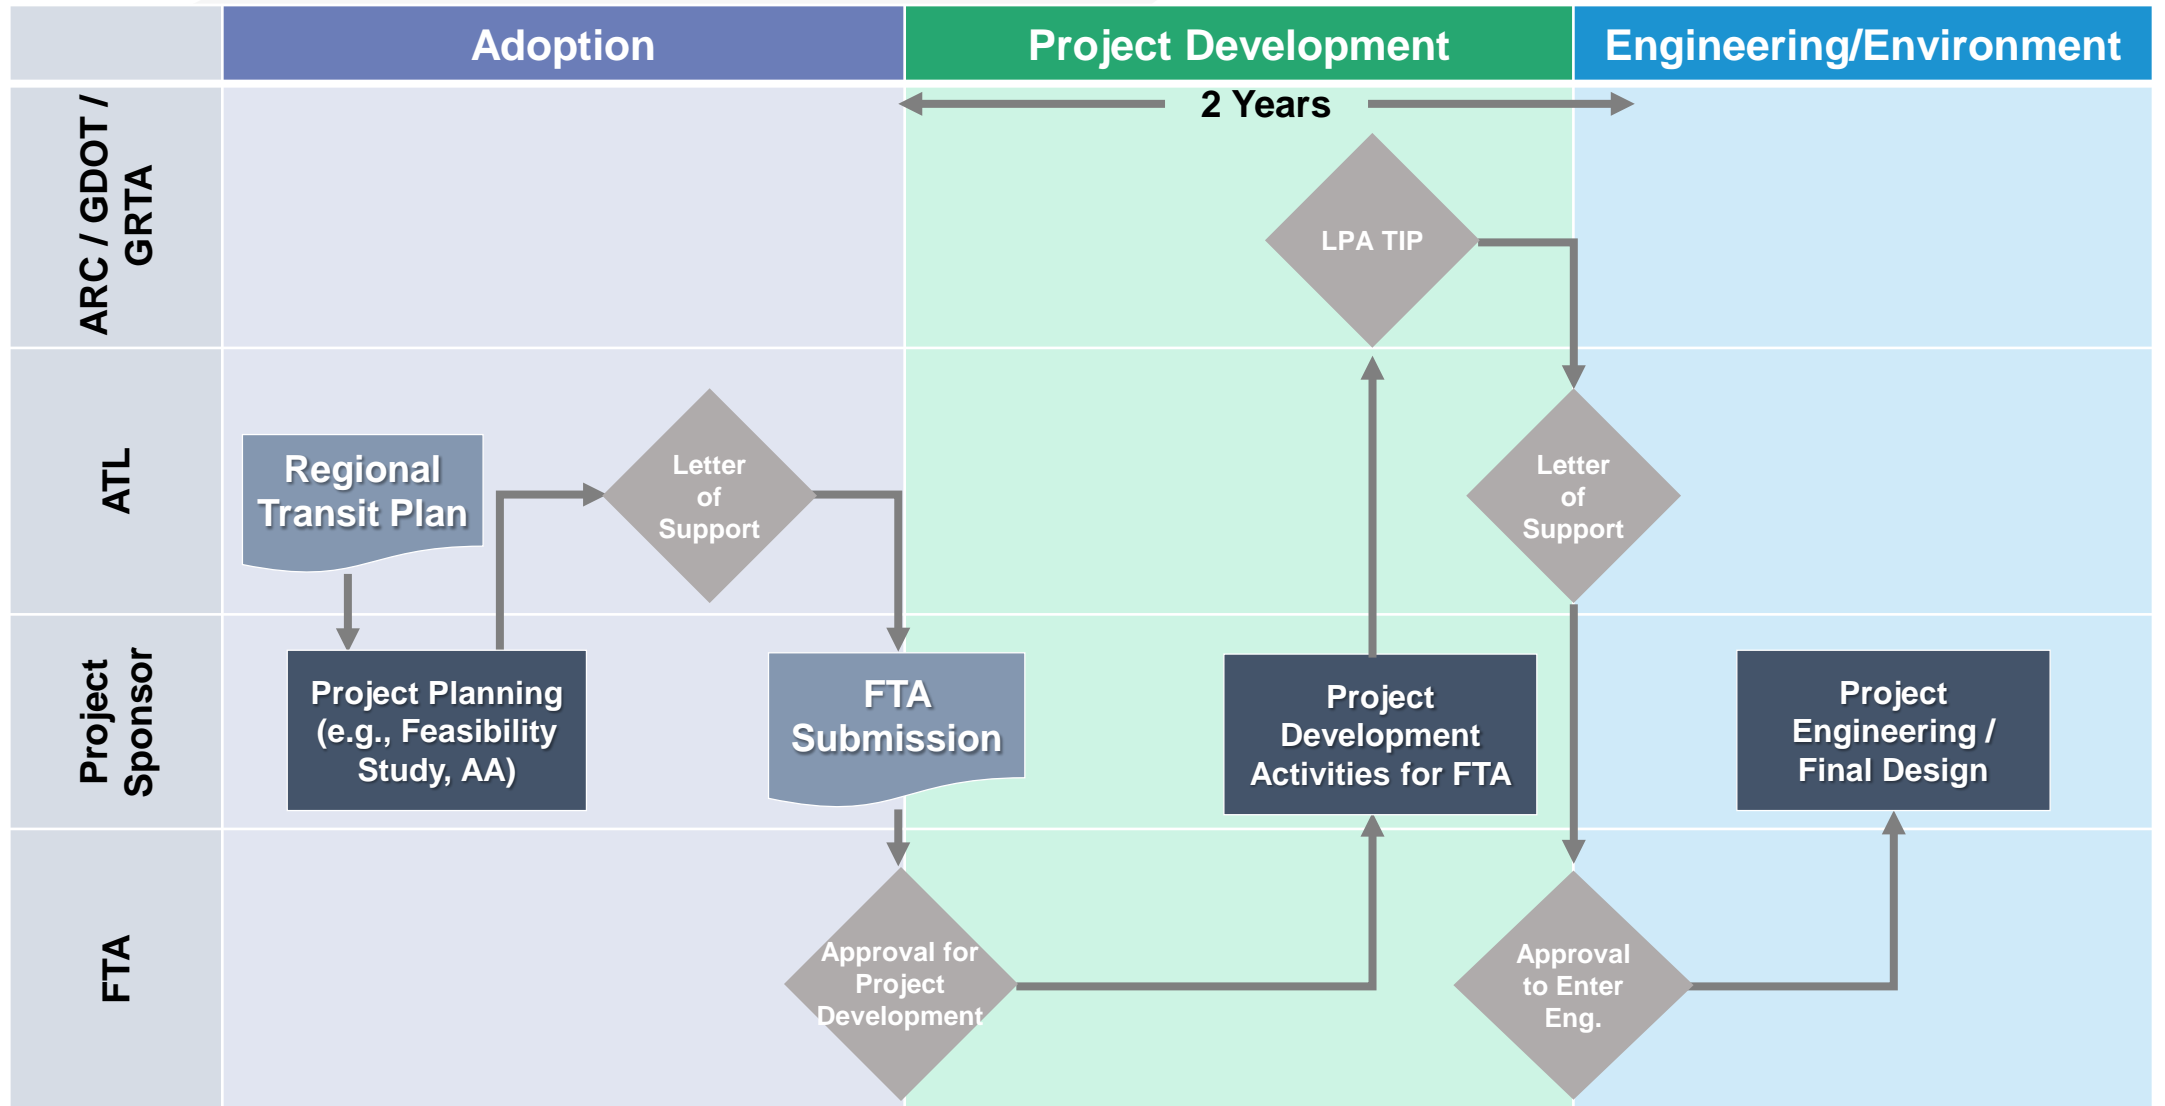 Adoption
Project Development
Engineering/Environment
ARC / GDOT /
GRTA
2 Years
LPA TIP
ATL
Regional
Transit Plan
Letter
of
Support
Letter
of
Support
Project
Sponsor
Project Planning
(e.g., Feasibility
Study, AA)
FTA
Submission
Project
Development
Activities for FTA
Project
Engineering /
Final Design
FTA
Approval for
Project
Development
Approval
to Enter
Eng.